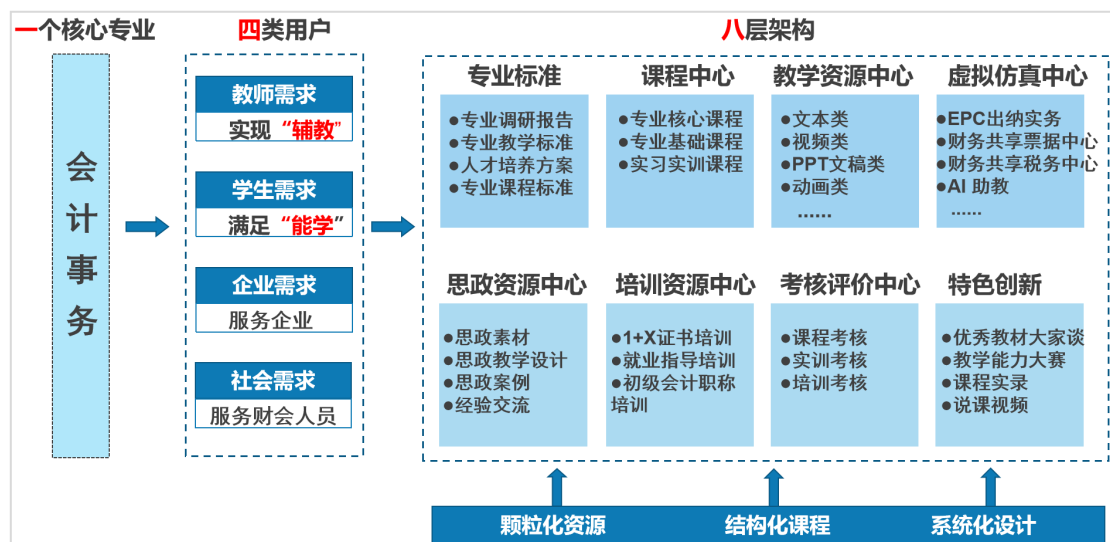 一个核心专业
四类用户
八层架构
会计事务
教师需求
实现 “辅教”
学生需求
满足 “能学”
企业需求
服务企业
社会需求
服务财会人员
专业标准
●专业调研报告
●专业教学标准
●人才培养方案
●专业课程标准
课程中心
●专业核心课程
●专业基础课程
●实习实训课程
教学资源中心
●文本类
●视频类
●PPT文稿类
●动画类
......
虚拟仿真中心
●EPC出纳实务
●财务共享票据中心
●财务共享税务中心
●AI 助教
......
思政资源中心
●思政素材
●思政教学设计
●思政案例
●经验交流
培训资源中心
●1+X证书培训
●就业指导培训
●初级会计职称
培训
考核评价中心
●课程考核
●实训考核
●培训考核
特色创新
●优秀教材大家谈
●教学能力大赛
●课程实录
●说课视频
颗粒化资源
结构化课程
系统化设计